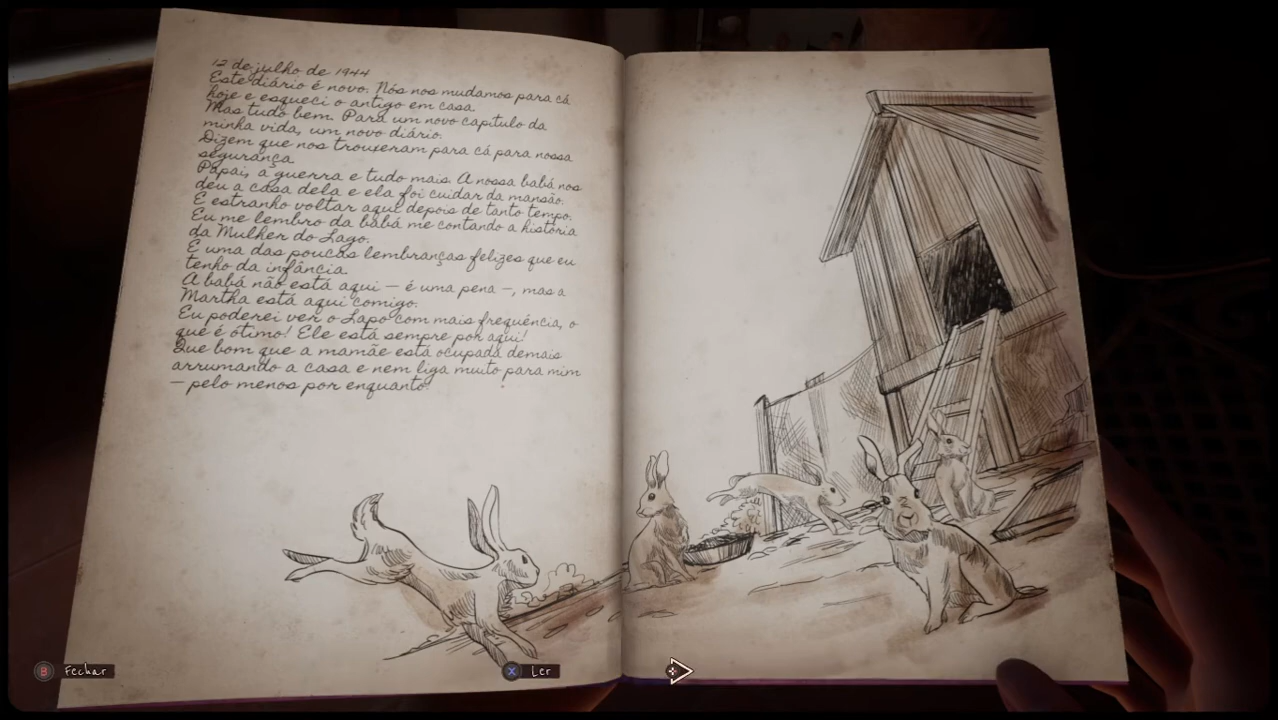 12 de julho de 1944
Este diário é novo. Nós nos mudamos para cá
hoje e esqueci o antigo em casa.
Mas tudo bem. Para um novo capítulo da
minha vida, um novo diário.
Dizem que nos trouxeram para cá para nossa
segurança.
Papai, a guerra e tudo mais. A nossa babá nos
deu a casa dela e ela foi cuidar da mansão.
É estranho voltar aqui depois de tanto tempo.
Eu me lembro da babá me contando a história
da Mulher do Lago.
É uma das poucas lembranças felizes que eu
tenho da infância.
A babá não está aqui — é uma pena —, mas a
Martha está aqui comigo.
Eu poderei ver o Lapo com mais frequência, o
que é ótimo! Ele está sempre por aqui!
Que bom que a mamãe está ocupada demais
arrumando a casa e nem liga muito para mim
— pelo menos por enquanto.
B Fechar
X Ler